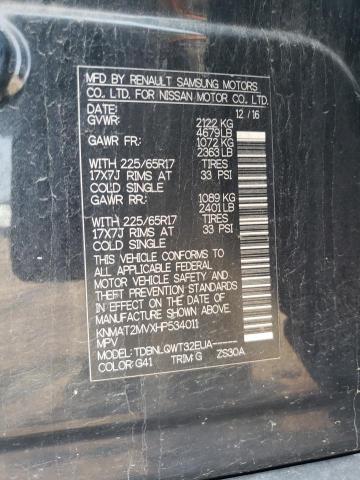 MFD BY RENAULT SAMSUNG MOTORS
CO., LTD. FOR NISSAN MOTOR CO., LTD.
DATE: 12 / 16
GVWR: 2122 KG
4679 LB
GAWR FR: 1072 KG
2363 LB
WITH 225/65R17 TIRES
17X7J RIMS AT 33 PSI
COLD SINGLE
GAWR RR: 1089 KG
2401 LB
WITH 225/65R17 TIRES
17X7J RIMS AT 33 PSI
COLD SINGLE
THIS VEHICLE CONFORMS TO
ALL APPLICABLE FEDERAL
MOTOR VEHICLE SAFETY AND
THEFT PREVENTION STANDARDS
IN EFFECT ON THE DATE OF
MANUFACTURE SHOWN ABOVE.
KNMAT2MVXHP534011
MPV
MODEL: TDBNLQWT32EUA-----
COLOR: G41 TRIM: G ZS30A